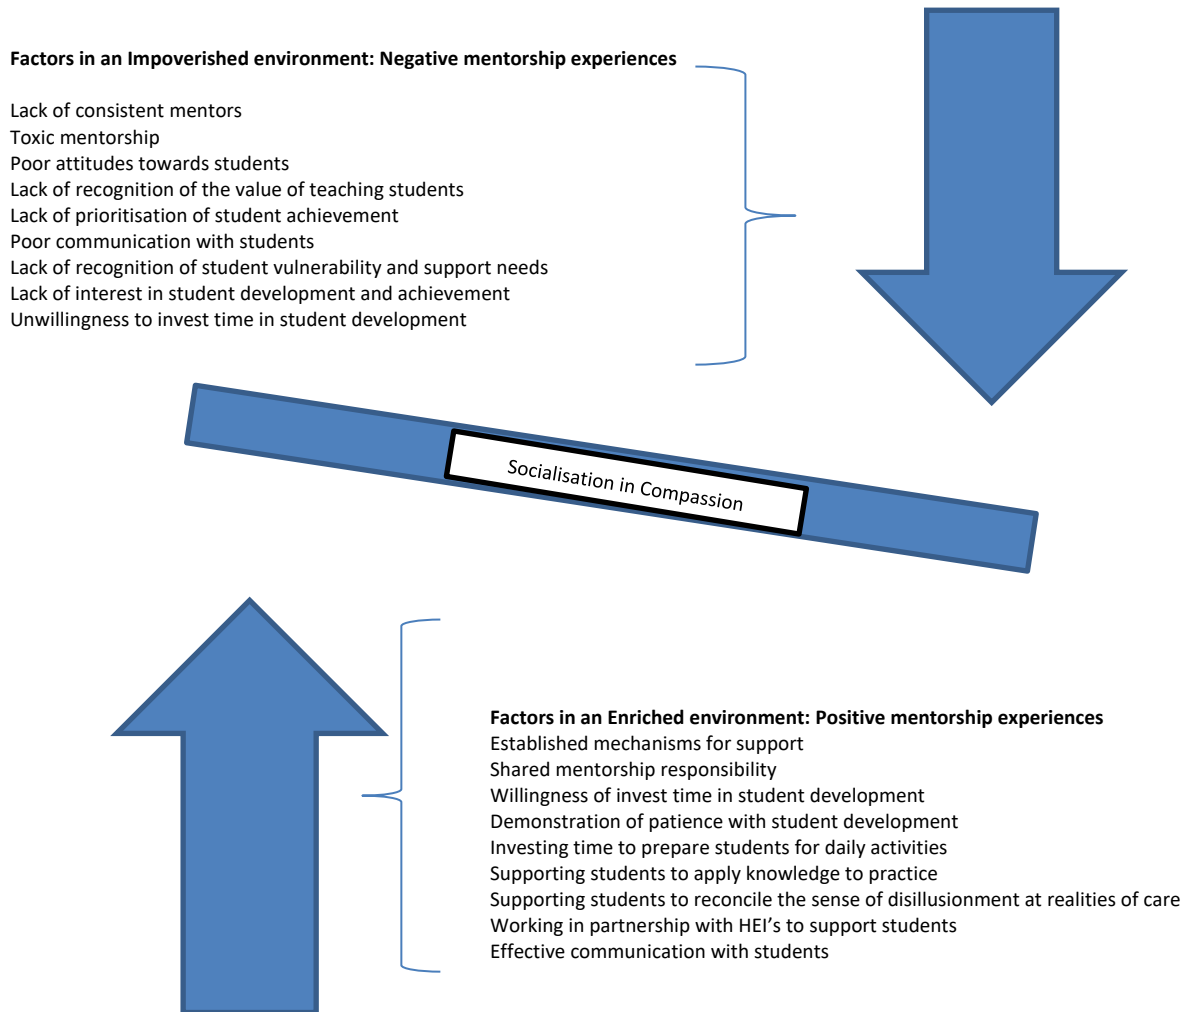 Factors in an Impoverished environment: Negative mentorship experiences
Lack of consistent mentors
Toxic mentorship
Poor attitudes towards students
Lack of recognition of the value of teaching students
Lack of prioritisation of student achievement
Poor communication with students
Lack of recognition of student vulnerability and support needs
Lack of interest in student development and achievement
Unwillingness to invest time in student development
Socialisation in Compassion
Factors in an Enriched environment: Positive mentorship experiences
Established mechanisms for support
Shared mentorship responsibility
Willingness of invest time in student development
Demonstration of patience with student development
Investing time to prepare students for daily activities
Supporting students to apply knowledge to practice
Supporting students to reconcile the sense of disillusionment at realities of care
Working in partnership with HEI's to support students
Effective communication with students